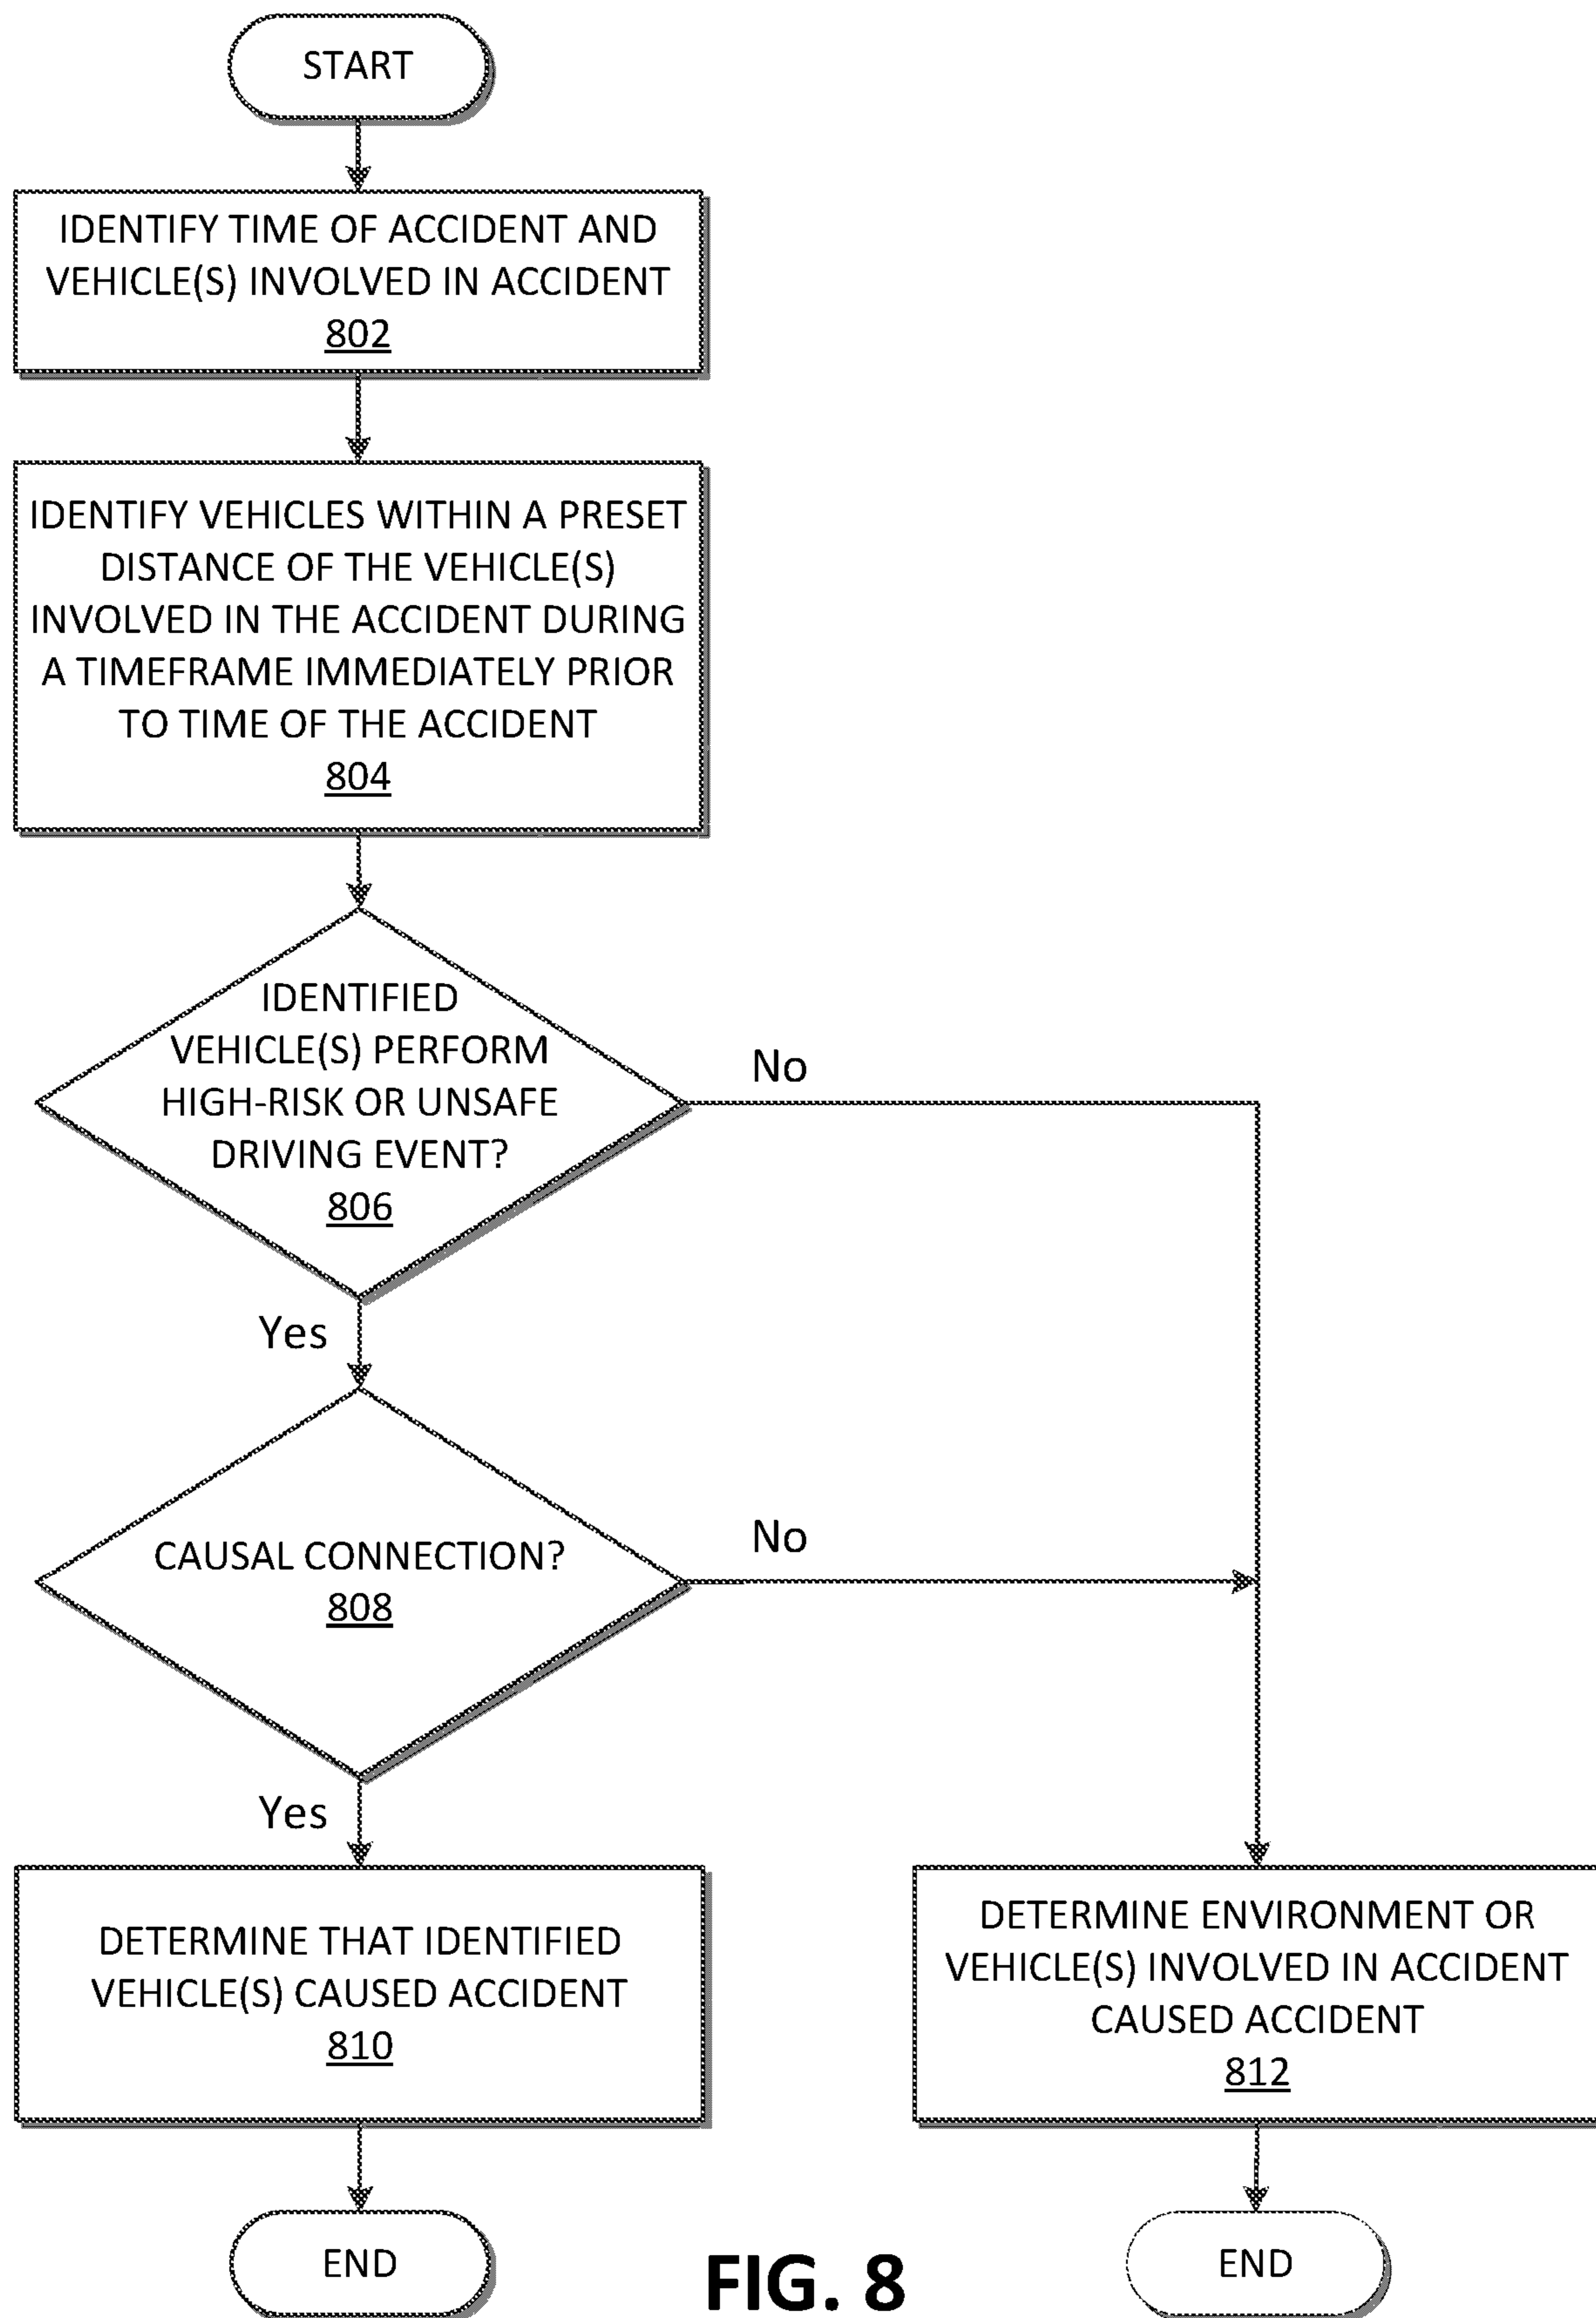 START
IDENTIFY TIME OF ACCIDENT AND
VEHICLE(S) INVOLVED IN ACCIDENT
802
IDENTIFY VEHICLES WITHIN A PRESET
DISTANCE OF THE VEHICLE(S)
INVOLVED IN THE ACCIDENT DURING
A TIMEFRAME IMMEDIATELY PRIOR
TO TIME OF THE ACCIDENT
804
IDENTIFIED
VEHICLE(S) PERFORM
HIGH-RISK OR UNSAFE
DRIVING EVENT?
806
No
Yes
CAUSAL CONNECTION?
808
No
Yes
DETERMINE THAT IDENTIFIED
VEHICLE(S) CAUSED ACCIDENT
810
DETERMINE ENVIRONMENT OR
VEHICLE(S) INVOLVED IN ACCIDENT
CAUSED ACCIDENT
812
END
END
FIG. 8